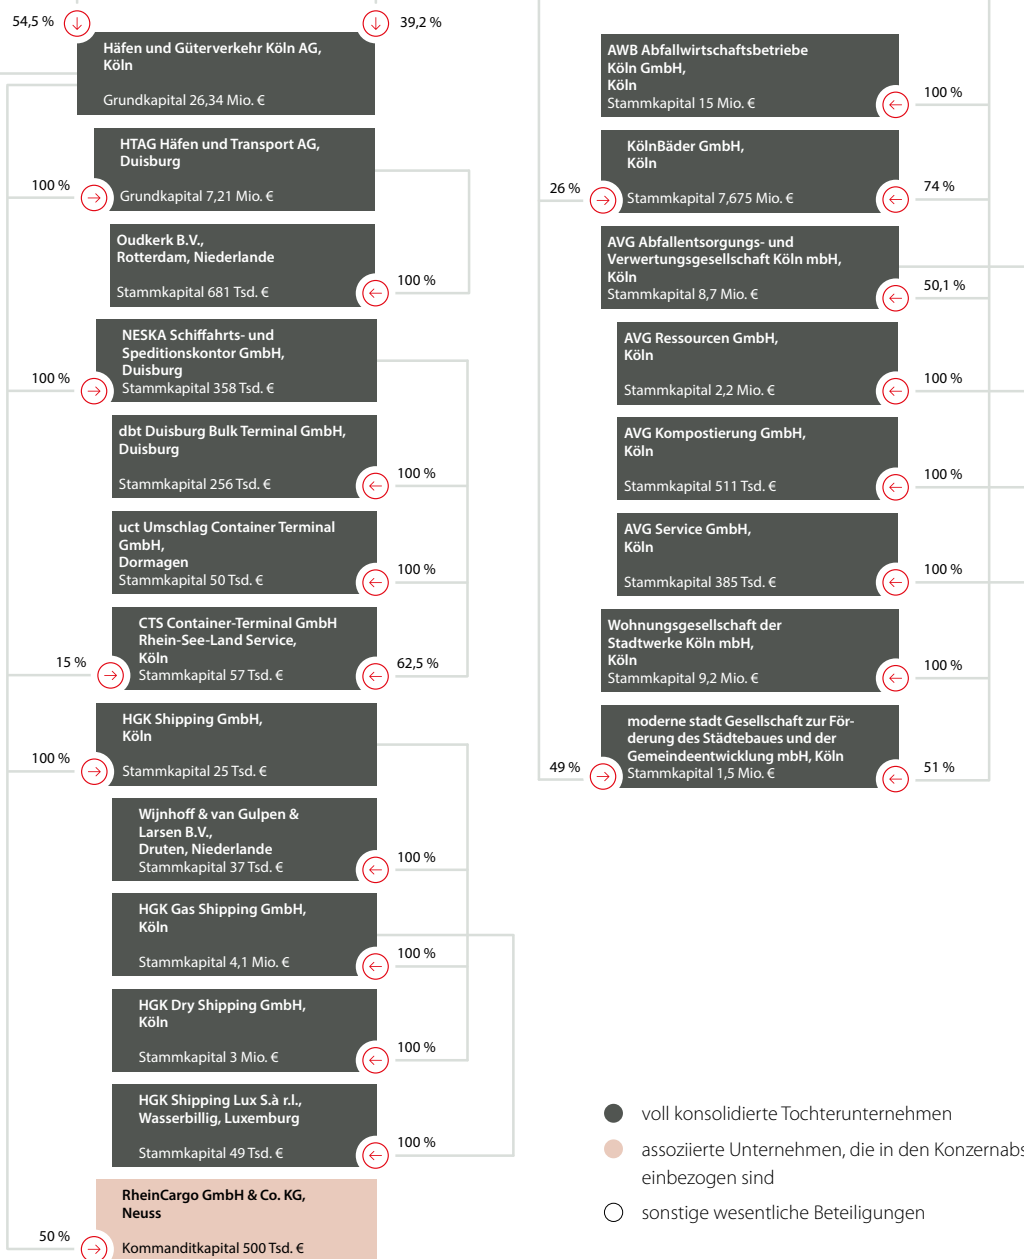 54,5 %
39,2 %
Häfen und Güterverkehr Köln AG,
Köln
Grundkapital 26,34 Mio. €
HTAG Häfen und Transport AG,
Duisburg
100 %
Grundkapital 7,21 Mio. €
Oudkerk B.V.,
Rotterdam, Niederlande
100 %
Stammkapital 681 Tsd. €
NESKA Schiffahrts- und
Speditionskontor GmbH,
Duisburg
100 %
Stammkapital 358 Tsd. €
dbt Duisburg Bulk Terminal GmbH,
Duisburg
100 %
Stammkapital 256 Tsd. €
uct Umschlag Container Terminal
GmbH,
Dormagen
100 %
Stammkapital 50 Tsd. €
CTS Container-Terminal GmbH
Rhein-See-Land Service,
Köln
15 %
62,5 %
Stammkapital 57 Tsd. €
HGK Shipping GmbH,
Köln
100 %
Stammkapital 25 Tsd. €
Wijnhoff & van Gulpen &
Larsen B.V.,
Druten, Niederlande
100 %
Stammkapital 37 Tsd. €
HGK Gas Shipping GmbH,
Köln
100 %
Stammkapital 4,1 Mio. €
HGK Dry Shipping GmbH,
Köln
100 %
Stammkapital 3 Mio. €
HGK Shipping Lux S.à r.l.,
Wasserbillig, Luxemburg
100 %
Stammkapital 49 Tsd. €
RheinCargo GmbH & Co. KG,
Neuss
50 %
Kommanditkapital 500 Tsd. €
AWB Abfallwirtschaftsbetriebe
Köln GmbH,
Köln
100 %
Stammkapital 15 Mio. €
KölnBäder GmbH,
Köln
26 %
74 %
Stammkapital 7,675 Mio. €
AVG Abfallentsorgungs- und
Verwertungsgesellschaft Köln mbH,
Köln
50,1 %
Stammkapital 8,7 Mio. €
AVG Ressourcen GmbH,
Köln
100 %
Stammkapital 2,2 Mio. €
AVG Kompostierung GmbH,
Köln
100 %
Stammkapital 511 Tsd. €
AVG Service GmbH,
Köln
100 %
Stammkapital 385 Tsd. €
Wohnungsgesellschaft der
Stadtwerke Köln mbH,
Köln
100 %
Stammkapital 9,2 Mio. €
moderne stadt Gesellschaft zur För-
derung des Städtebaues und der
Gemeindeentwicklung mbH, Köln
49 %
51 %
Stammkapital 1,5 Mio. €
voll konsolidierte Tochterunternehmen
assoziierte Unternehmen, die in den Konzernabs
einbezogen sind
sonstige wesentliche Beteiligungen